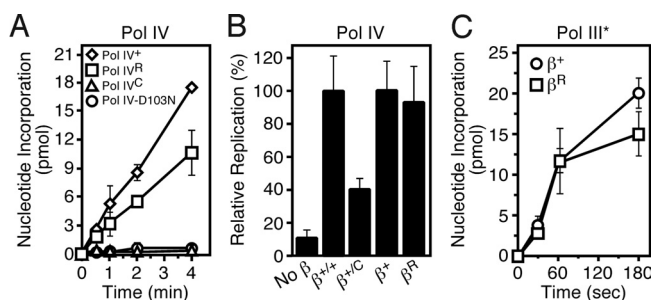 A
Pol IV
Nucleotide Incorporation
(pmol)
21
18
15
12
9
6
3
0
Pol IV⁺
Pol IVᴿ
Pol IVᶜ
Pol IV-D103N
0 1 2 3 4
Time (min)
B
Pol IV
Relative Replication (%)
120
100
80
60
40
20
0
No β
β⁺/⁺
β⁺/ᶜ
β⁺
βᴿ
C
Pol III*
Nucleotide Incorporation
(pmol)
25
20
15
10
5
0
β⁺
βᴿ
0 60 120 180
Time (sec)